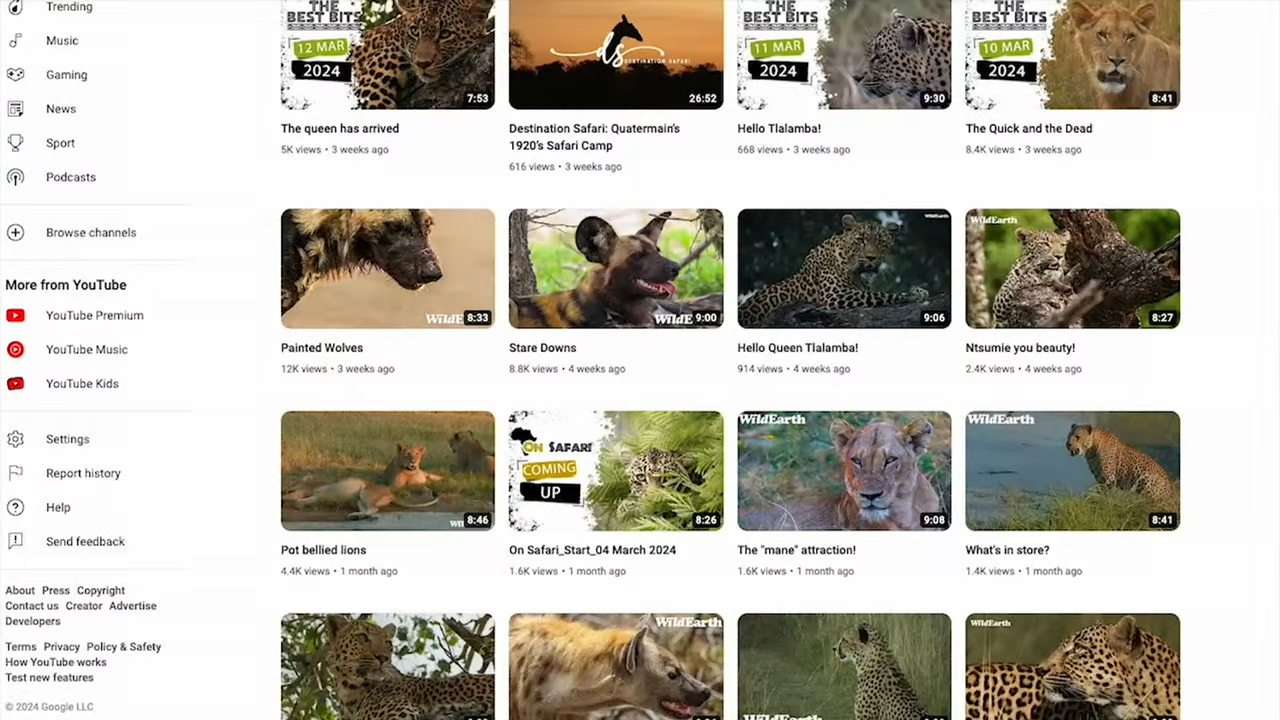 Trending
Music
Gaming
News
Sport
Podcasts
Browse channels
More from YouTube
YouTube Premium
YouTube Music
YouTube Kids
Settings
Report history
Help
Send feedback
About Press Copyright
Contact us Creator Advertise
Developers
Terms Privacy Policy & Safety
How YouTube works
Test new features
© 2024 Google LLC
THE
BEST BITS
12 MAR
2024
7:53
The queen has arrived
5K views • 3 weeks ago
ds
DESTINATION SAFARI
26:52
Destination Safari: Quatermain's
1920's Safari Camp
616 views • 3 weeks ago
THE
BEST BITS
11 MAR
2024
9:30
Hello Tlalamba!
668 views • 3 weeks ago
THE
BEST BITS
10 MAR
2024
8:41
The Quick and the Dead
8.4K views • 3 weeks ago
WildE
8:33
Painted Wolves
12K views • 3 weeks ago
WildE
9:00
Stare Downs
8.8K views • 4 weeks ago
WildEarth
9:06
Hello Queen Tlalamba!
914 views • 4 weeks ago
WildEarth
8:27
Ntsumie you beauty!
2.4K views • 4 weeks ago
Wi
8:46
Pot bellied lions
4.4K views • 1 month ago
ON SAFARI
COMING
UP
8:26
On Safari_Start_04 March 2024
1.6K views • 1 month ago
WildEarth
9:08
The "mane" attraction!
1.6K views • 1 month ago
WildEarth
8:41
What's in store?
1.4K views • 1 month ago
WildEarth
WildEarth
WildEarth